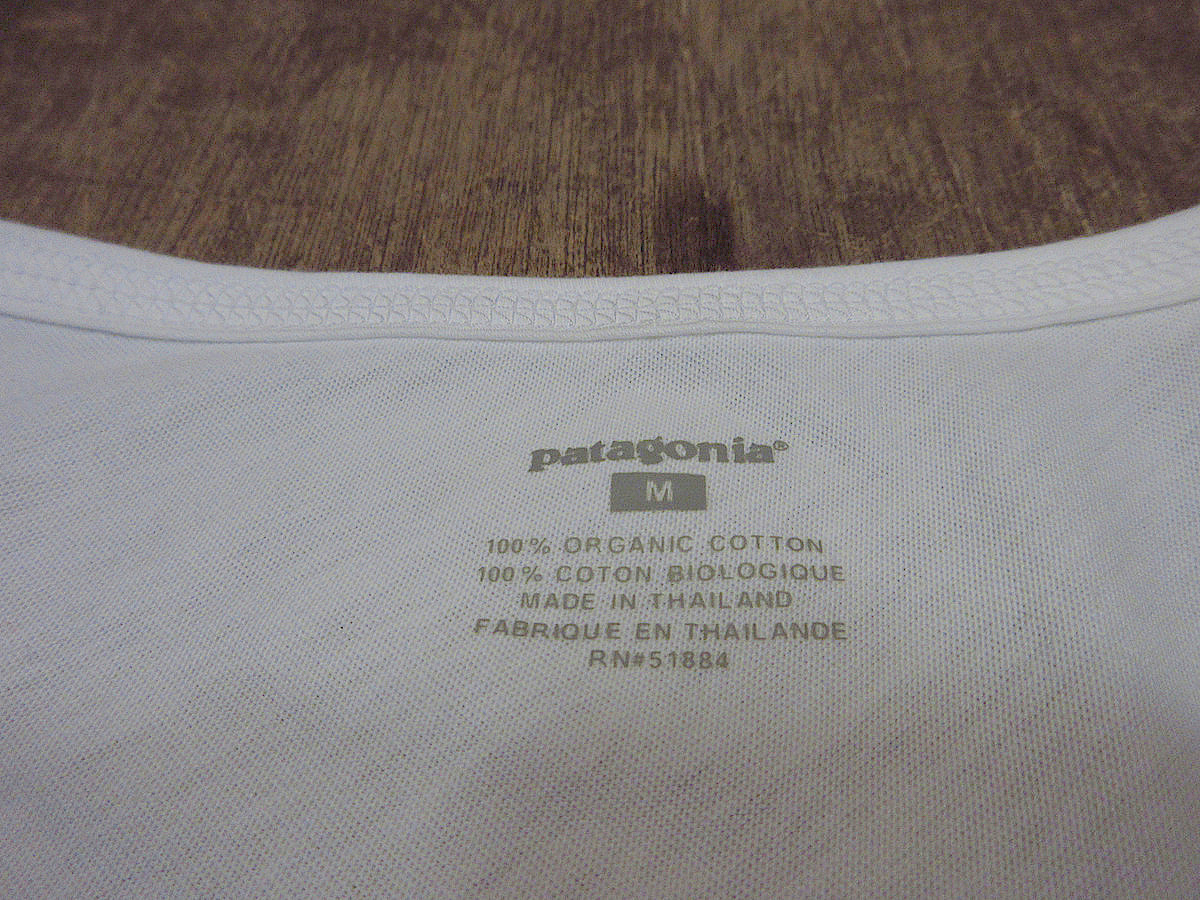 patagonia®
M
100% ORGANIC COTTON
100% COTON BIOLOGIQUE
MADE IN THAILAND
FABRIQUE EN THAILANDE
RN#51884